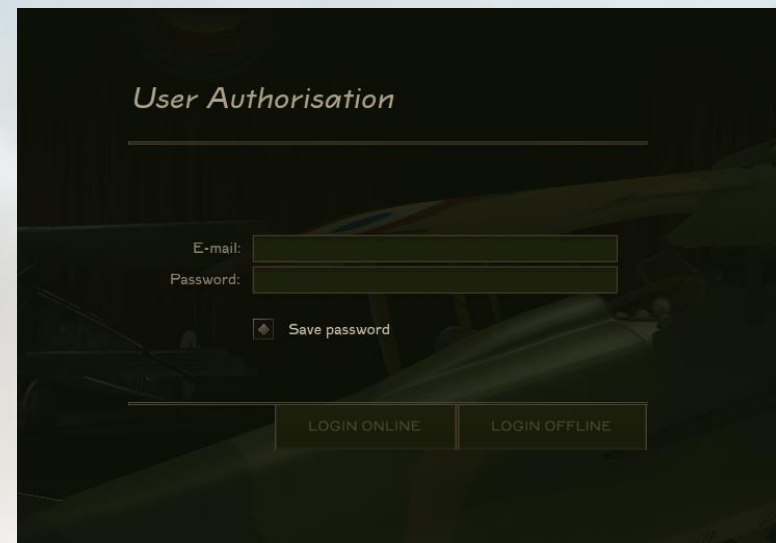 User Authorisation
E-mail:
Password:
Save password
LOGIN ONLINE
LOGIN OFFLINE